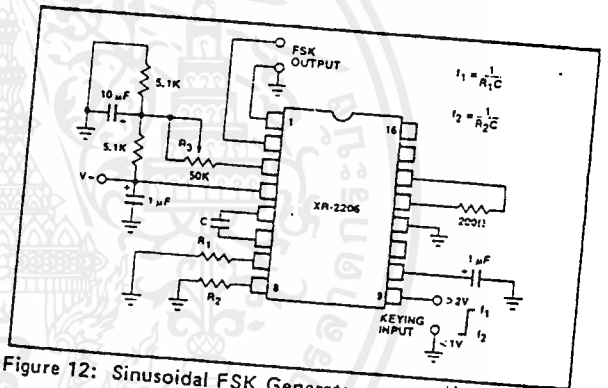 FSK
OUTPUT
5.1K
10 µF
+
5.1K
R3
50K
V-
+
1 µF
C
R1
R2
1
16
8
9
XR-2206
f1 = 1/R1C
f2 = 1/R2C
200Ω
1 µF
+
KEYING
INPUT
>2V
<1V
f1
f2
Figure 12: Sinusoidal FSK